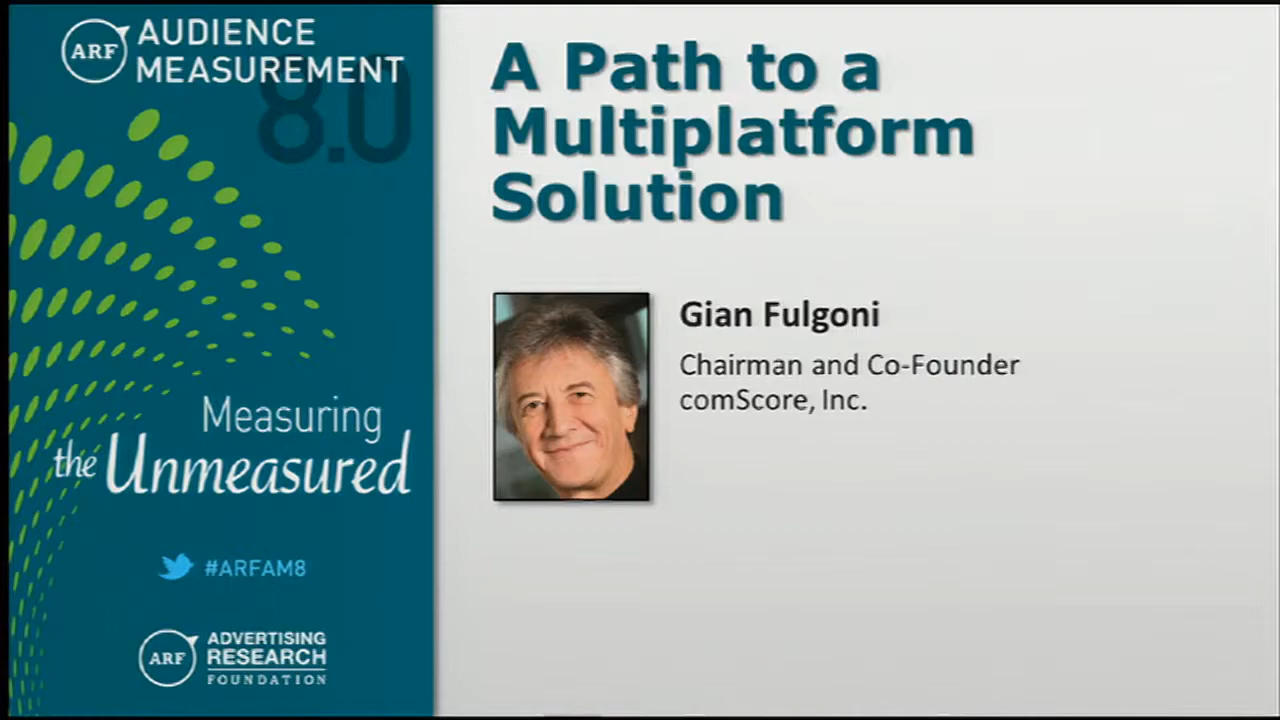 ARF AUDIENCE
MEASUREMENT
8.0
Measuring
the Unmeasured
#ARFAM8
ARF ADVERTISING
RESEARCH
FOUNDATION
A Path to a
Multiplatform
Solution
Gian Fulgoni
Chairman and Co-Founder
comScore, Inc.